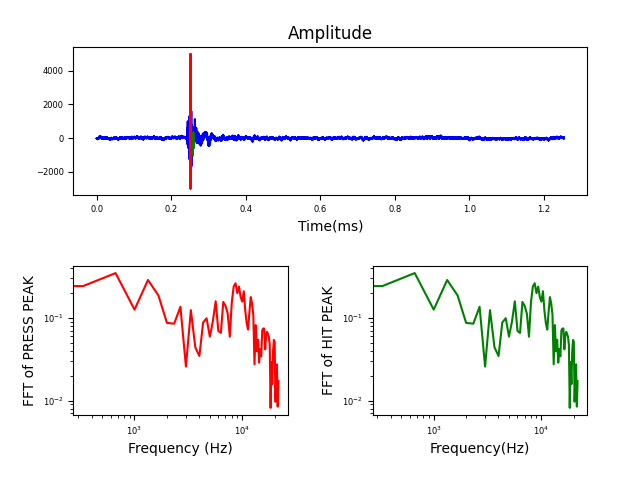 Amplitude
4000
2000
0
−2000
0.0 0.2 0.4 0.6 0.8 1.0 1.2
Time(ms)
FFT of PRESS PEAK
10⁻¹
10⁻²
10³ 10⁴
Frequency (Hz)
FFT of HIT PEAK
10⁻¹
10⁻²
10³ 10⁴
Frequency(Hz)